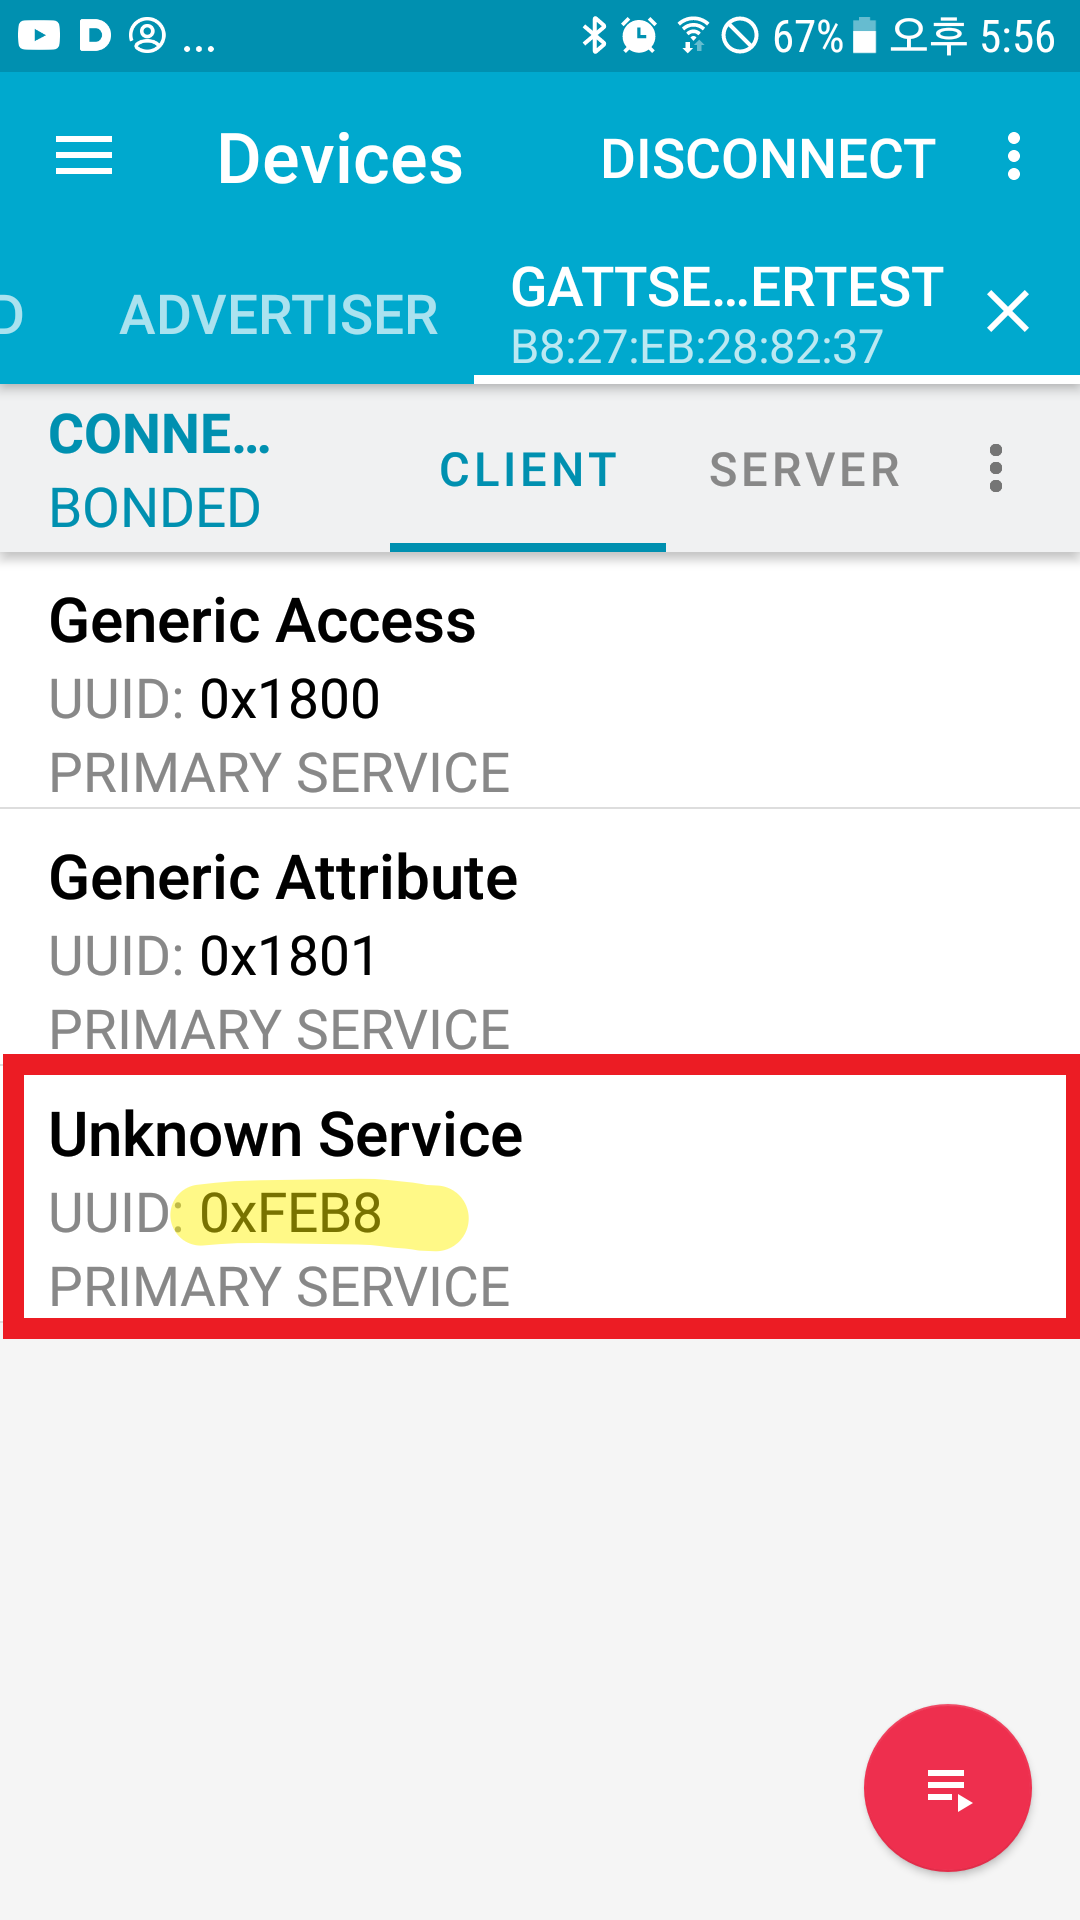 ... 67% 오후 5:56
Devices DISCONNECT
D ADVERTISER GATTSE...ERTEST
B8:27:EB:28:82:37
CONNE... CLIENT SERVER
BONDED
Generic Access
UUID: 0x1800
PRIMARY SERVICE
Generic Attribute
UUID: 0x1801
PRIMARY SERVICE
Unknown Service
UUID: 0xFEB8
PRIMARY SERVICE